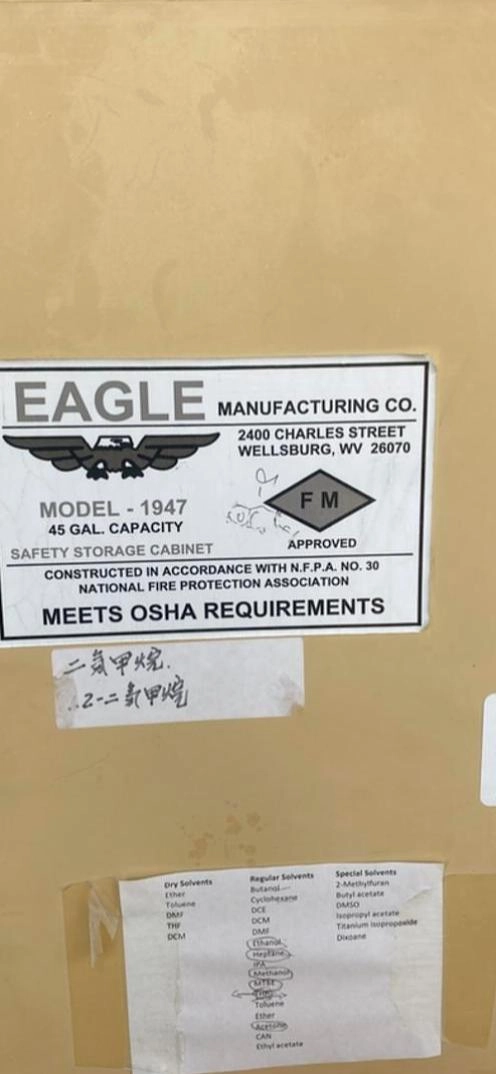 EAGLE MANUFACTURING CO.
2400 CHARLES STREET
WELLSBURG, WV 26070
MODEL - 1947
45 GAL. CAPACITY
SAFETY STORAGE CABINET
F M
APPROVED
CONSTRUCTED IN ACCORDANCE WITH N.F.P.A. NO. 30
NATIONAL FIRE PROTECTION ASSOCIATION
MEETS OSHA REQUIREMENTS
二氯甲烷.
2-二氯甲烷
Dry Solvents
Ether
Toluene
DMF
THF
DCM
Regular Solvents
Butanol
Cyclohexane
DCE
DCM
DMF
Ethanol
Heptane
IPA
Methanol
MTBE
Toluene
Ether
Acetone
CAN
Ethyl acetate
Special Solvents
2-Methylfuran
Butyl acetate
DMSO
Isopropyl acetate
Titanium Isopropoxide
Dixoane